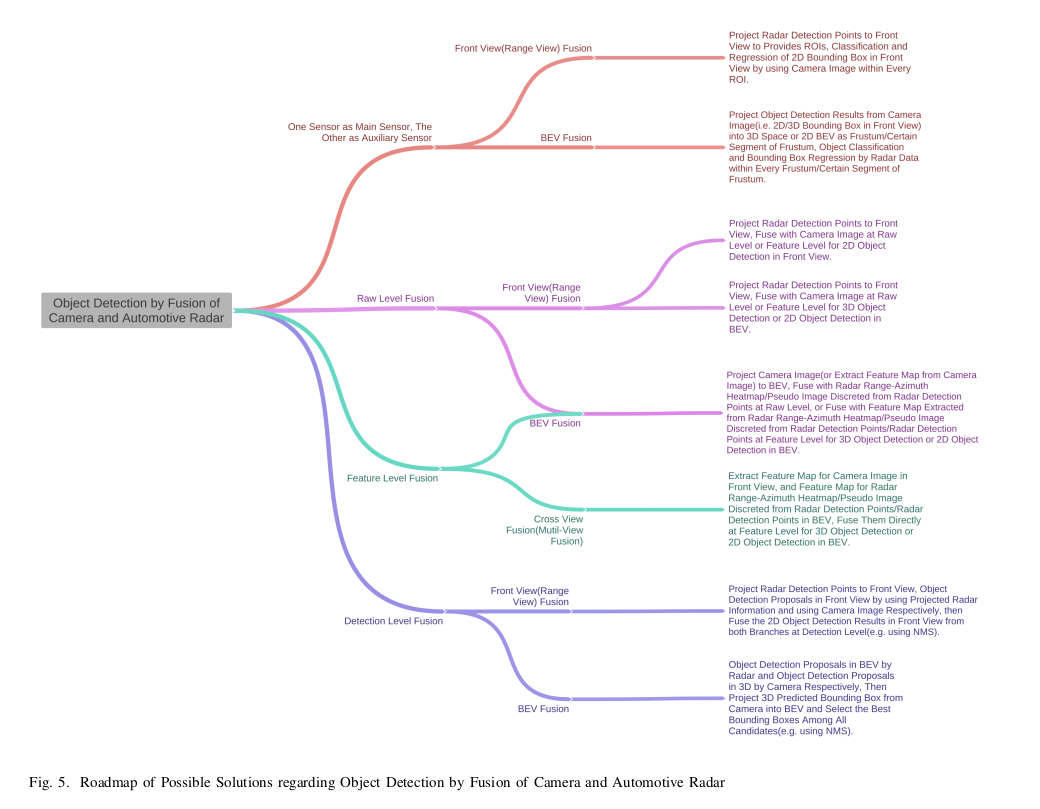 Object Detection by Fusion of
Camera and Automotive Radar
One Sensor as Main Sensor, The
Other as Auxiliary Sensor
Front View(Range View) Fusion
Project Radar Detection Points to Front
View to Provides ROIs, Classification and
Regression of 2D Bounding Box in Front
View by using Camera Image within Every
ROI.
BEV Fusion
Project Object Detection Results from Camera
Image(i.e. 2D/3D Bounding Box in Front View)
into 3D Space or 2D BEV as Frustum/Certain
Segment of Frustum, Object Classification
and Bounding Box Regression by Radar Data
within Every Frustum/Certain Segment of
Frustum.
Raw Level Fusion
Front View(Range
View) Fusion
Project Radar Detection Points to Front
View, Fuse with Camera Image at Raw
Level or Feature Level for 2D Object
Detection in Front View.
Project Radar Detection Points to Front
View, Fuse with Camera Image at Raw
Level or Feature Level for 3D Object
Detection or 2D Object Detection in
BEV.
BEV Fusion
Project Camera Image(or Extract Feature Map from Camera
Image) to BEV, Fuse with Radar Range-Azimuth
Heatmap/Pseudo Image Discreted from Radar Detection
Points at Raw Level, or Fuse with Feature Map Extracted
from Radar Range-Azimuth Heatmap/Pseudo Image
Discreted from Radar Detection Points/Radar Detection
Points at Feature Level for 3D Object Detection or 2D Object
Detection in BEV.
Feature Level Fusion
Cross View
Fusion(Mutil-View
Fusion)
Extract Feature Map for Camera Image in
Front View, and Feature Map for Radar
Range-Azimuth Heatmap/Pseudo Image
Discreted from Radar Detection Points/Radar
Detection Points in BEV, Fuse Them Directly
at Feature Level for 3D Object Detection or
2D Object Detection in BEV.
Detection Level Fusion
Front View(Range
View) Fusion
Project Radar Detection Points to Front View, Object
Detection Proposals in Front View by using Projected Radar
Information and using Camera Image Respectively, then
Fuse the 2D Object Detection Results in Front View from
both Branches at Detection Level(e.g. using NMS).
BEV Fusion
Object Detection Proposals in BEV by
Radar and Object Detection Proposals
in 3D by Camera Respectively, Then
Project 3D Predicted Bounding Box from
Camera into BEV and Select the Best
Bounding Boxes Among All
Candidates(e.g. using NMS).
Fig. 5. Roadmap of Possible Solutions regarding Object Detection by Fusion of Camera and Automotive Radar